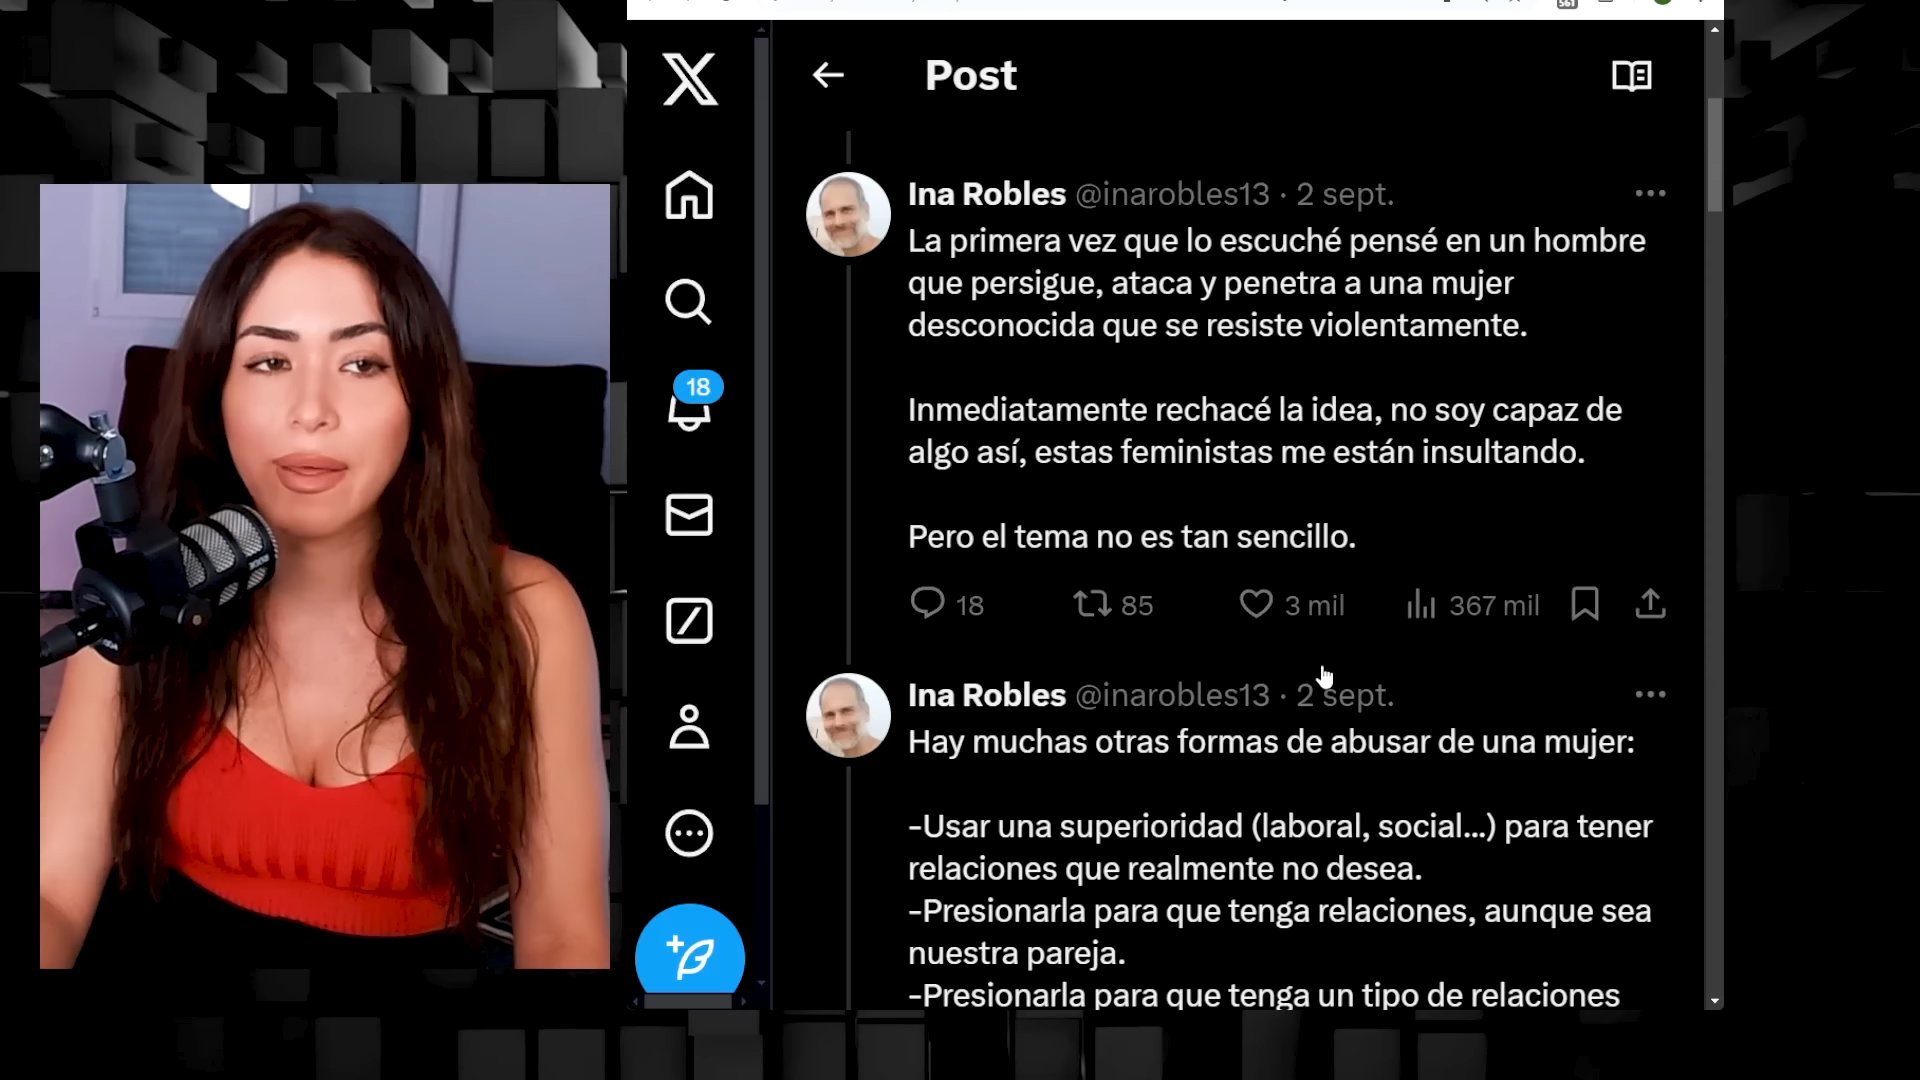 561
Post
18
Ina Robles @inarobles13 · 2 sept.
La primera vez que lo escuché pensé en un hombre
que persigue, ataca y penetra a una mujer
desconocida que se resiste violentamente.
Inmediatamente rechacé la idea, no soy capaz de
algo así, estas feministas me están insultando.
Pero el tema no es tan sencillo.
18 85 3 mil 367 mil
Ina Robles @inarobles13 · 2 sept.
Hay muchas otras formas de abusar de una mujer:
-Usar una superioridad (laboral, social...) para tener
relaciones que realmente no desea.
-Presionarla para que tenga relaciones, aunque sea
nuestra pareja.
-Presionarla para que tenga un tipo de relaciones